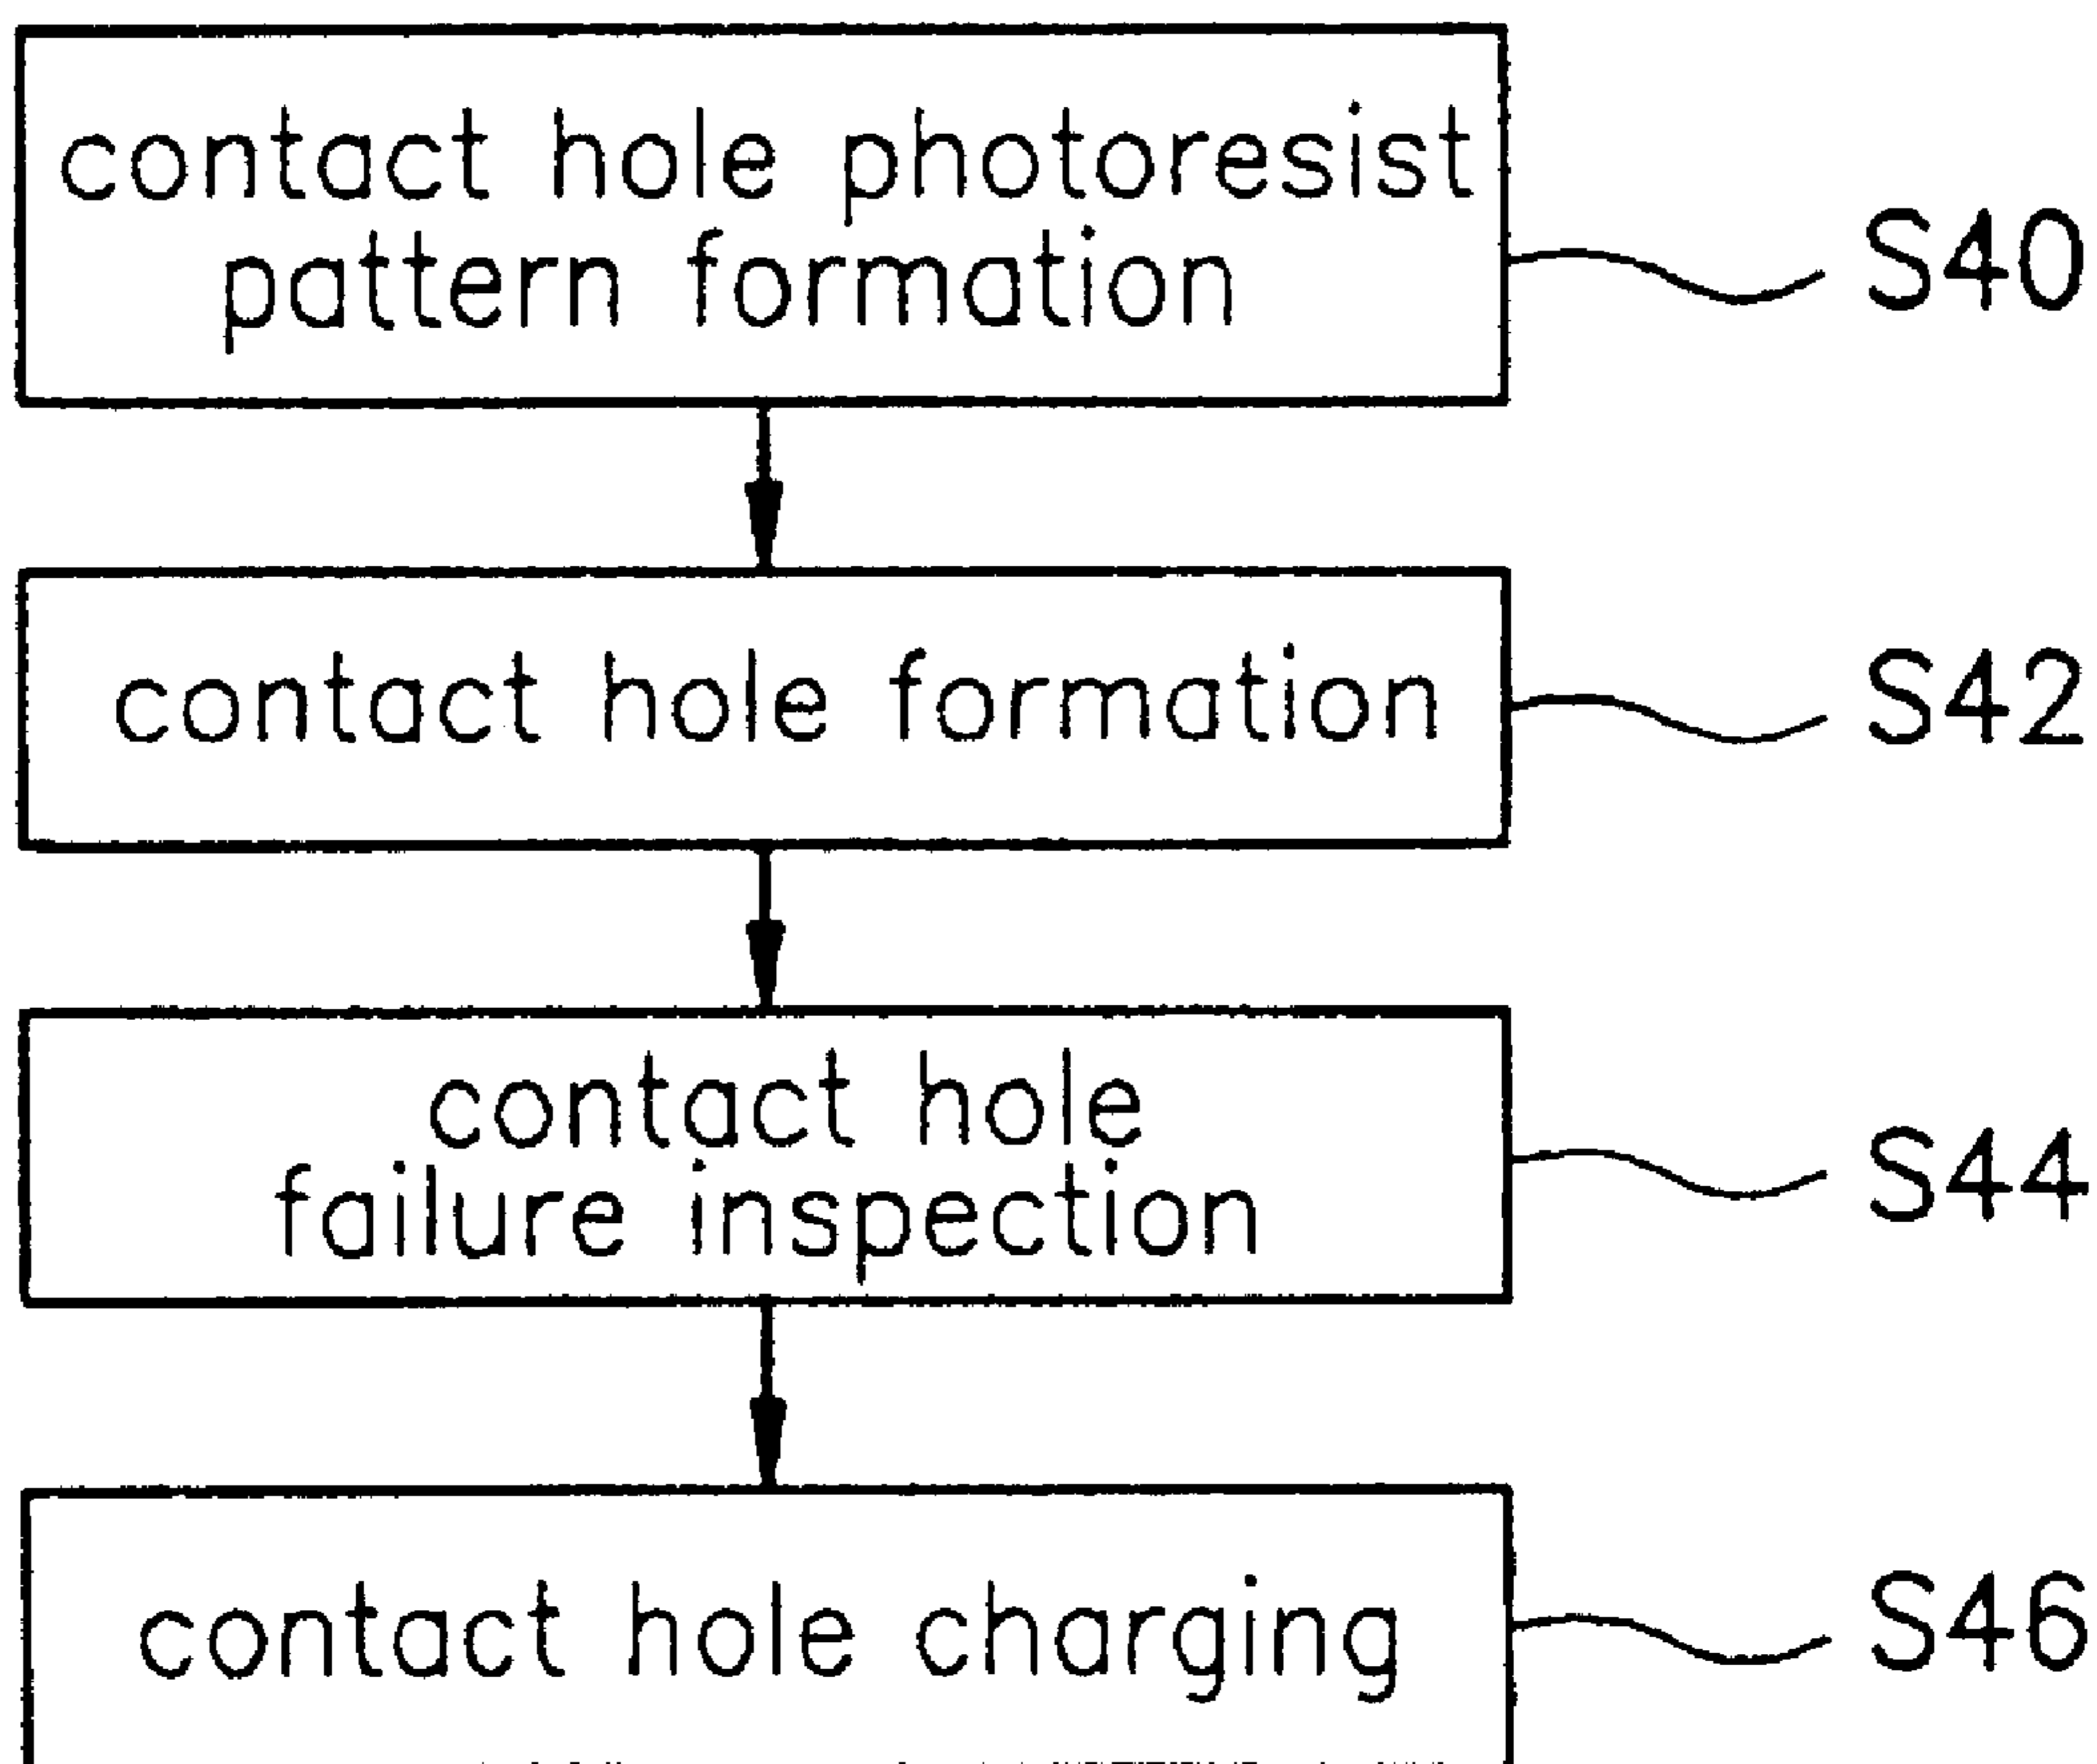 contact hole photoresist
pattern formation
S40
contact hole formation
S42
contact hole
failure inspection
S44
contact hole charging
S46